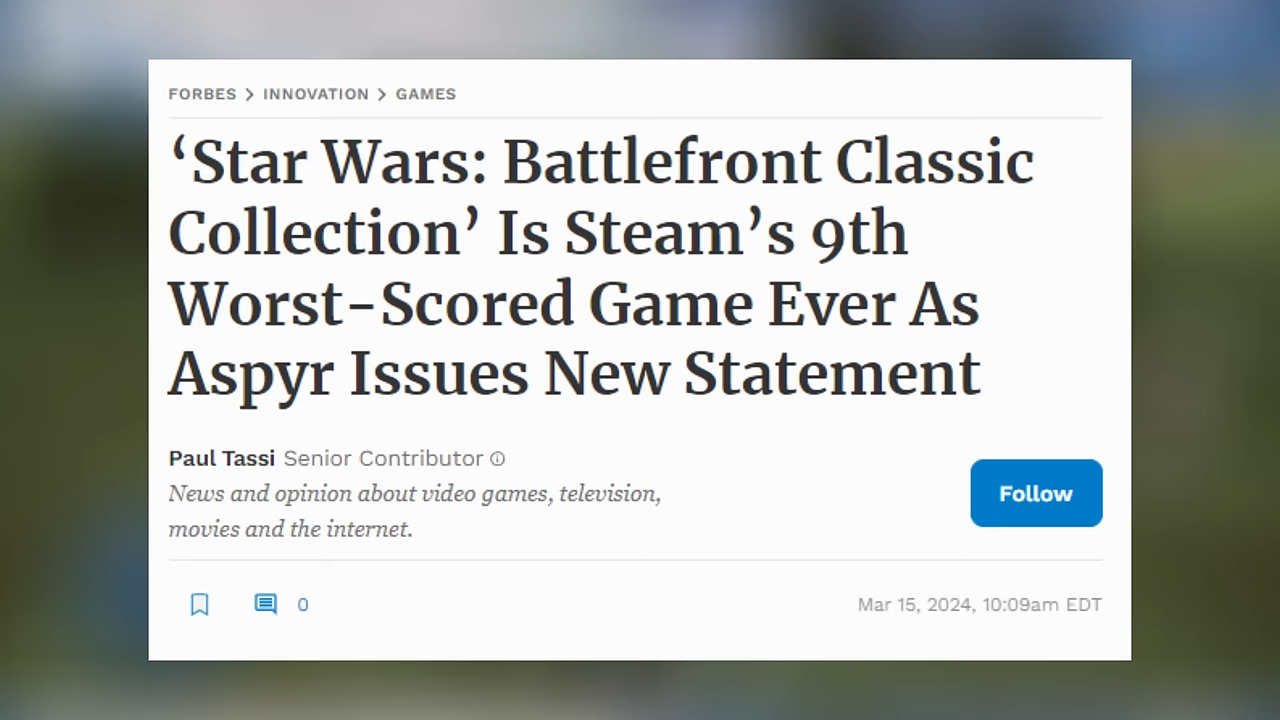 FORBES > INNOVATION > GAMES
‘Star Wars: Battlefront Classic
Collection’ Is Steam’s 9th
Worst-Scored Game Ever As
Aspyr Issues New Statement
Paul Tassi Senior Contributor
News and opinion about video games, television,
movies and the internet.
Follow
0
Mar 15, 2024, 10:09am EDT